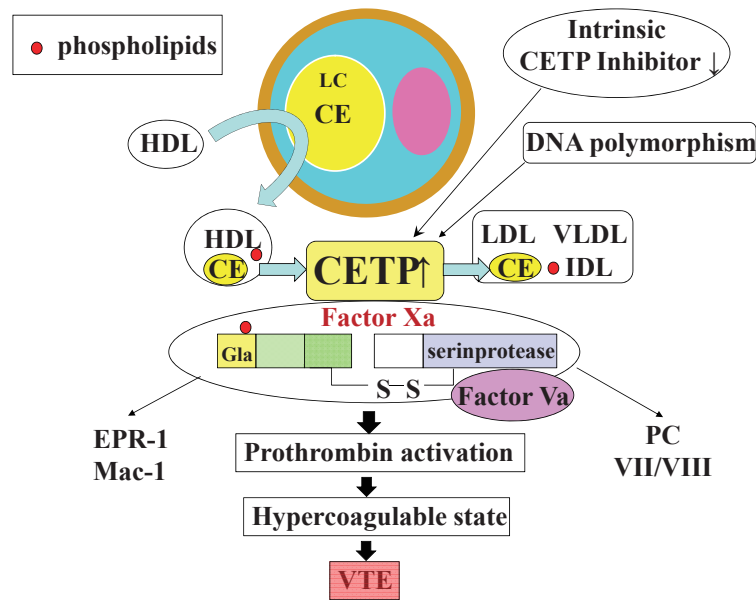 phospholipids
Intrinsic
CETP Inhibitor ↓
LC
CE
HDL
DNA polymorphism
HDL
CE
CETP↑
LDL VLDL
CE IDL
Factor Xa
Gla
serinprotease
S S
Factor Va
EPR-1
Mac-1
PC
VII/VIII
Prothrombin activation
Hypercoagulable state
VTE